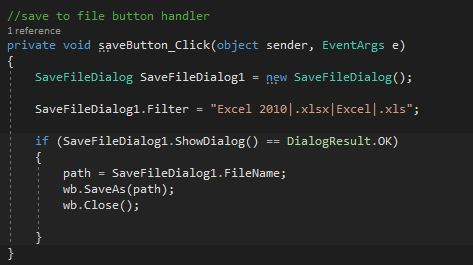 //save to file button handler
1 reference
private void saveButton_Click(object sender, EventArgs e)
{
SaveFileDialog SaveFileDialog1 = new SaveFileDialog();
SaveFileDialog1.Filter = "Excel 2010|.xlsx|Excel|.xls";
if (SaveFileDialog1.ShowDialog() == DialogResult.OK)
{
path = SaveFileDialog1.FileName;
wb.SaveAs(path);
wb.Close();
}
}